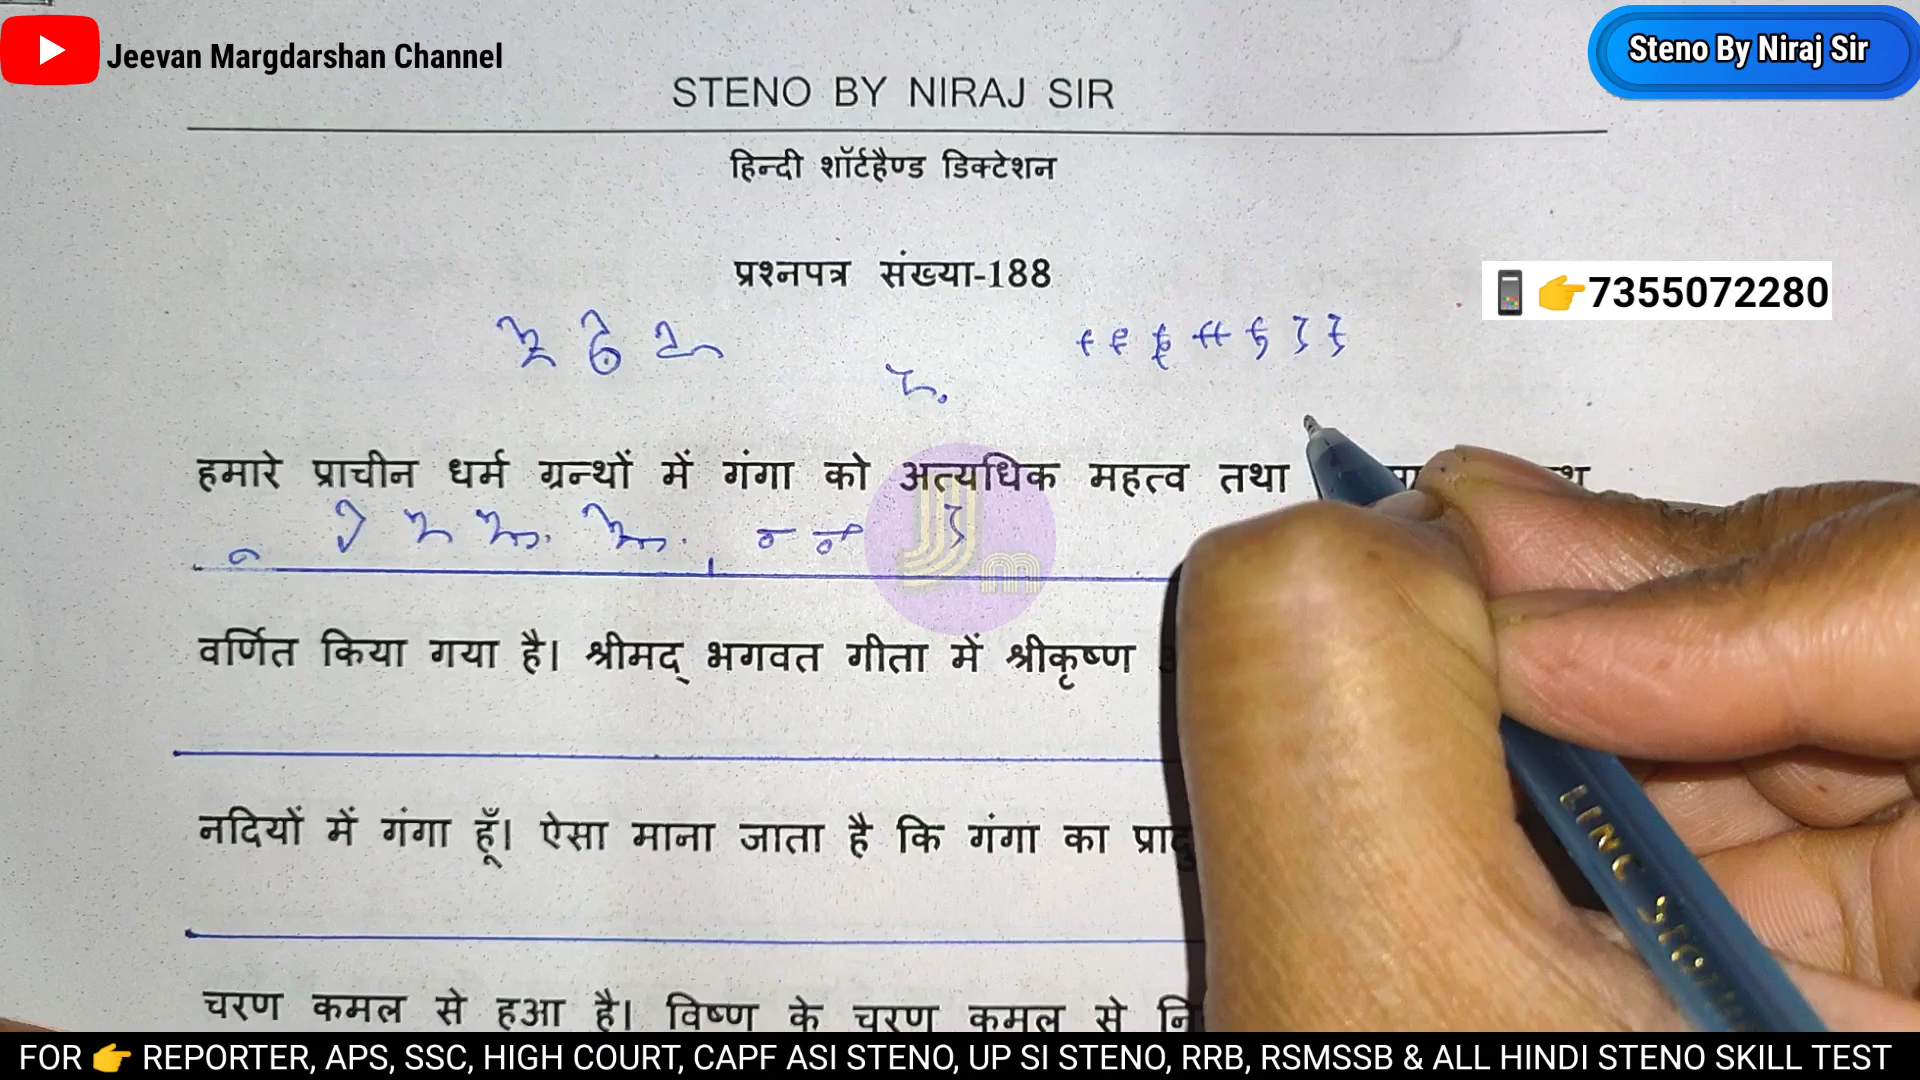 Jeevan Margdarshan Channel
Steno By Niraj Sir
STENO BY NIRAJ SIR
हिन्दी शॉर्टहैण्ड डिक्टेशन
प्रश्नपत्र संख्या-188
📱👉7355072280
हमारे प्राचीन धर्म ग्रन्थों में गंगा को अत्यधिक महत्व तथा
वर्णित किया गया है। श्रीमद् भगवत गीता में श्रीकृष्ण
नदियों में गंगा हूँ। ऐसा माना जाता है कि गंगा का
चरण कमल से हुआ है। विष्णु के चरण कमल से
FOR 👉 REPORTER, APS, SSC, HIGH COURT, CAPF ASI STENO, UP SI STENO, RRB, RSMSSB & ALL HINDI STENO SKILL TEST
LINC